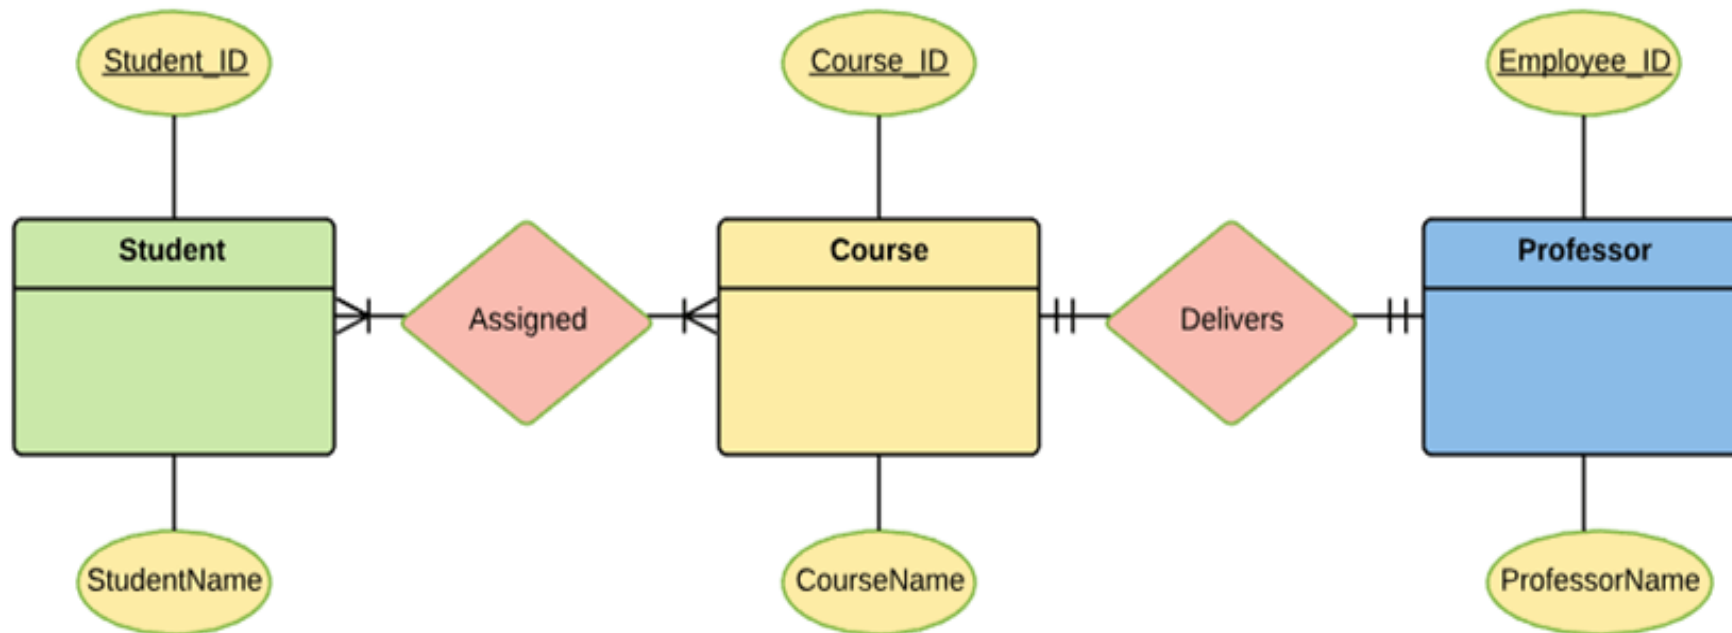 Student_ID
Course_ID
Employee_ID
Student
Course
Professor
Assigned
Delivers
StudentName
CourseName
ProfessorName